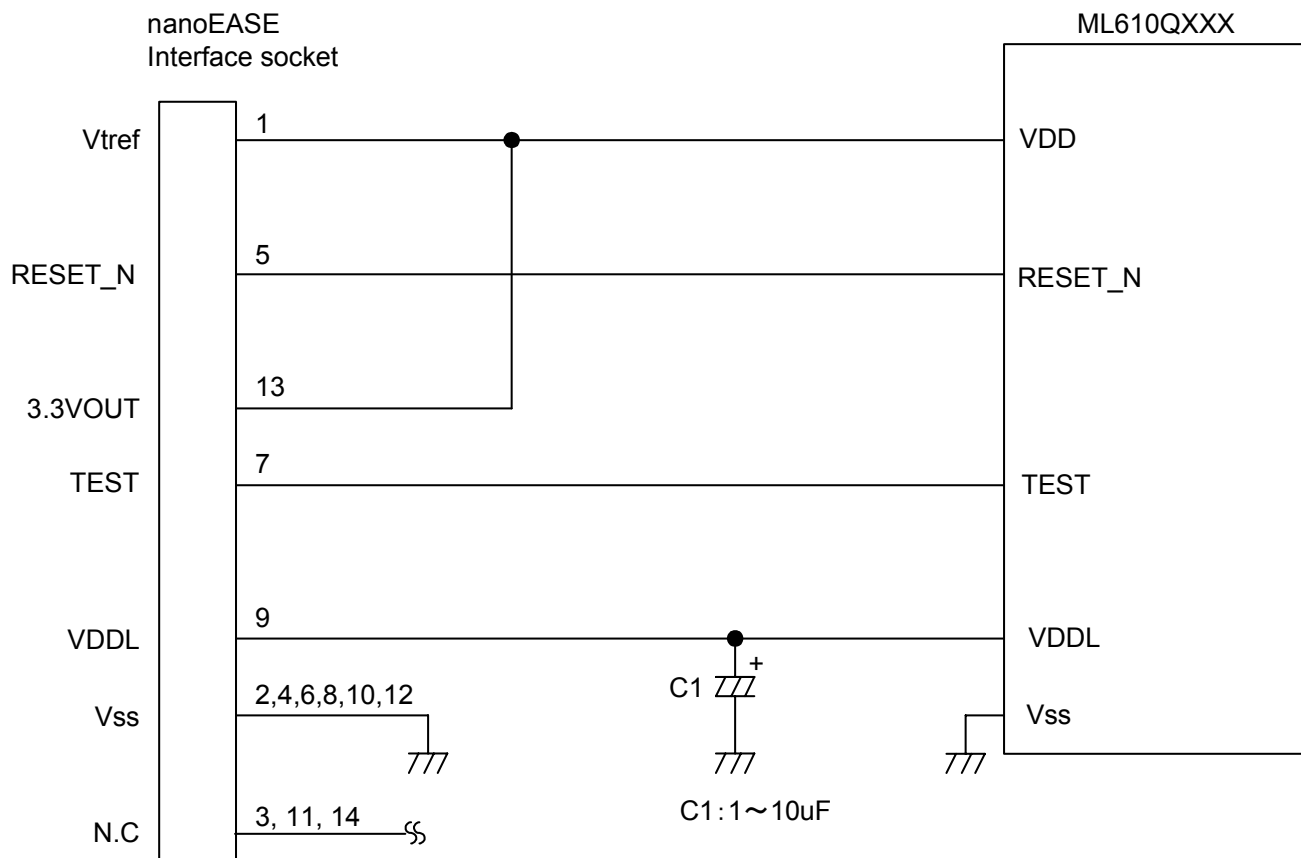 nanoEASE
Interface socket
ML610QXXX
Vtref
1
VDD
RESET_N
5
RESET_N
3.3VOUT
13
TEST
7
TEST
VDDL
9
VDDL
C1
+
Vss
2,4,6,8,10,12
Vss
C1:1～10uF
N.C
3, 11, 14